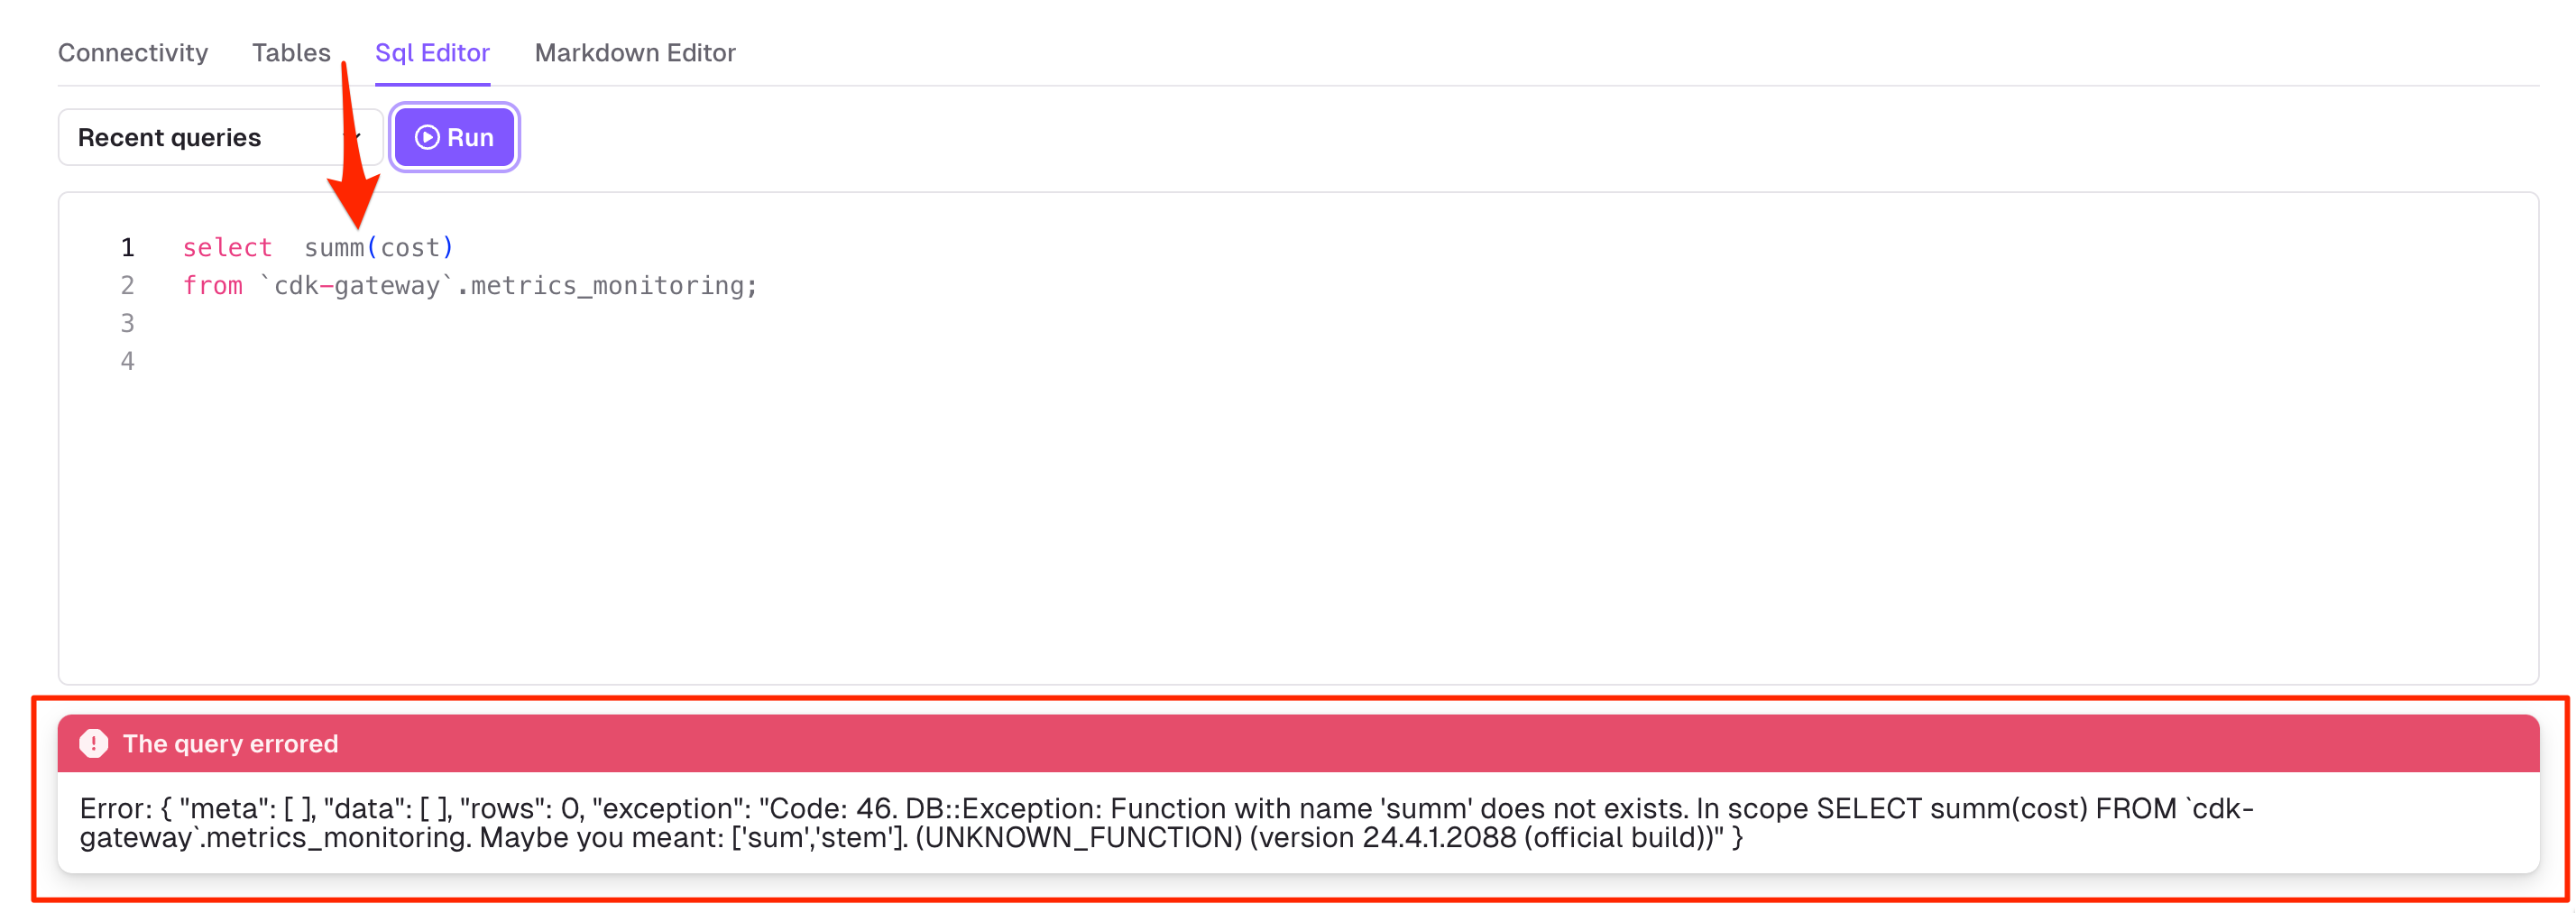 Connectivity Tables Sql Editor Markdown Editor
Recent queries Run
1 select  summ(cost)
2 from `cdk-gateway`.metrics_monitoring;
3
4
The query errored
Error: { "meta": [ ], "data": [ ], "rows": 0, "exception": "Code: 46. DB::Exception: Function with name 'summ' does not exists. In scope SELECT summ(cost) FROM `cdk-
gateway`.metrics_monitoring. Maybe you meant: ['sum','stem']. (UNKNOWN_FUNCTION) (version 24.4.1.2088 (official build))" }